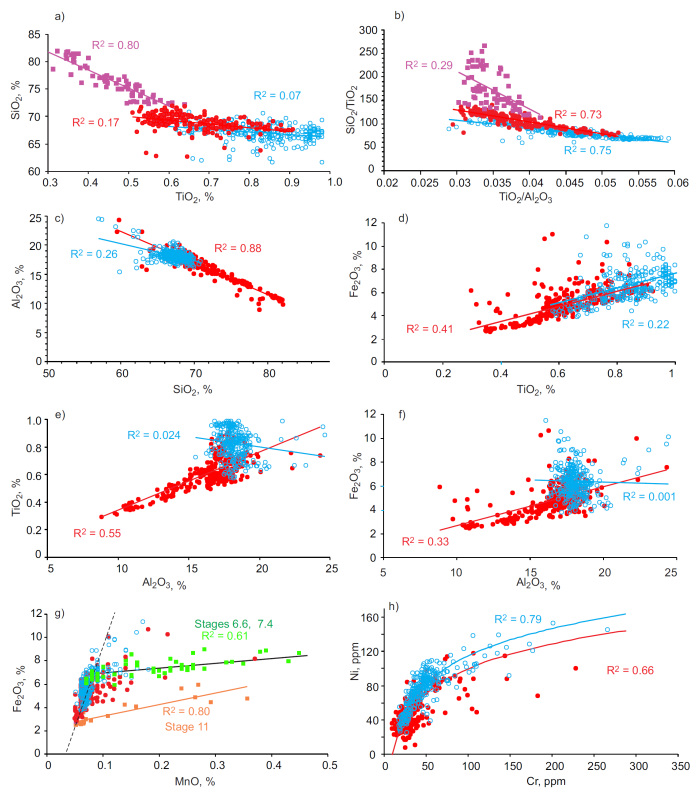 a)
SiO2, %
85
80
75
70
65
60
R2 = 0.80
R2 = 0.07
R2 = 0.17
0.3 0.4 0.5 0.6 0.7 0.8 0.9 1.0
TiO2, %
b)
SiO2/TiO2
300
250
200
150
100
50
0
R2 = 0.29
R2 = 0.73
R2 = 0.75
0.02 0.03 0.035 0.04 0.045 0.05 0.055 0.06
TiO2/Al2O3
c)
Al2O3, %
25
25
20
15
10
5
0
R2 = 0.88
R2 = 0.26
50 60 70 80
SiO2, %
d)
Fe2O3, %
12
10
8
6
4
2
0
R2 = 0.41
R2 = 0.22
0 0.2 0.4 0.6 0.8 1
TiO2, %
e)
TiO2, %
1.0
0.8
0.6
0.4
0.2
0
R2 = 0.024
R2 = 0.55
5 10 15 20 25
Al2O3, %
f)
Fe2O3, %
12
10
8
6
4
2
0
R2 = 0.001
R2 = 0.33
5 10 15 20 25
Al2O3, %
g)
Fe2O3, %
12
10
8
6
4
2
0
Stages 6.6, 7.4
R2 = 0.61
R2 = 0.80
Stage 11
0 0.1 0.2 0.3 0.4 0.5
MnO, %
h)
Ni, ppm
160
120
80
40
0
R2 = 0.79
R2 = 0.66
0 50 100 150 200 250 300 350
Cr, ppm